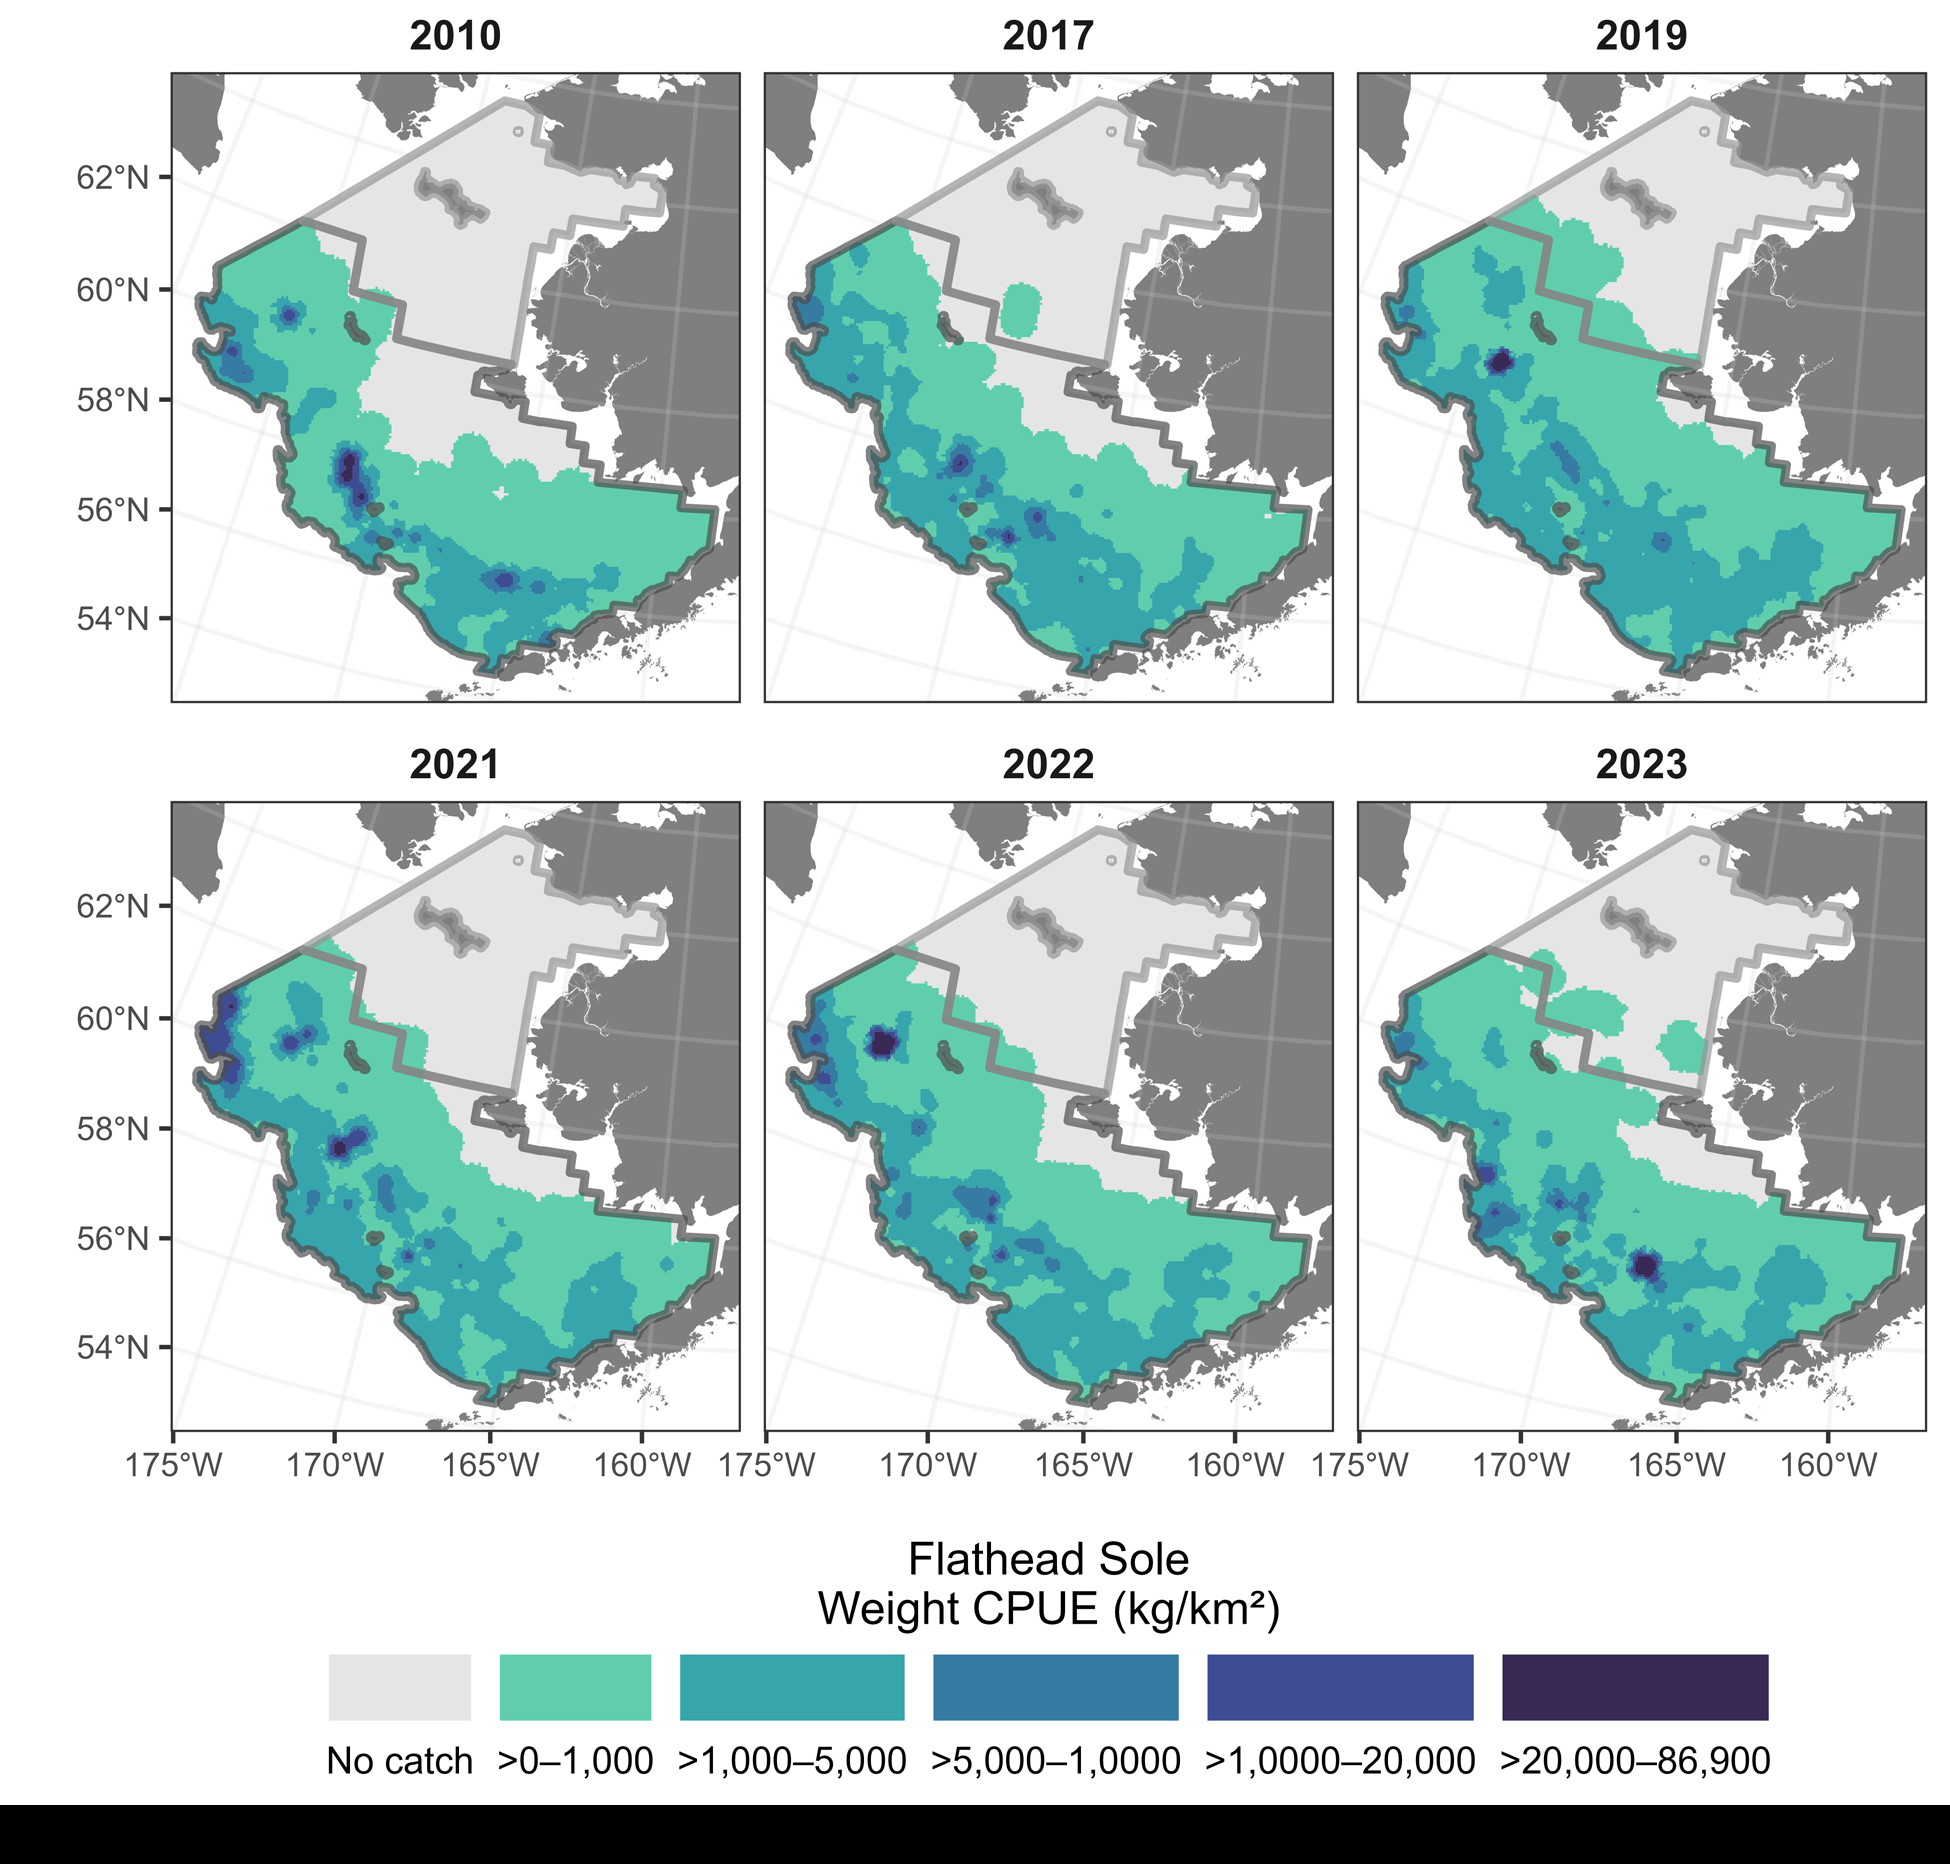 2010 2017 2019
62°N
60°N
58°N
56°N
54°N
2021 2022 2023
62°N
60°N
58°N
56°N
54°N
175°W 170°W 165°W 160°W 175°W 170°W 165°W 160°W 175°W 170°W 165°W 160°W
Flathead Sole
Weight CPUE (kg/km²)
No catch >0–1,000 >1,000–5,000 >5,000–1,0000 >1,0000–20,000 >20,000–86,900